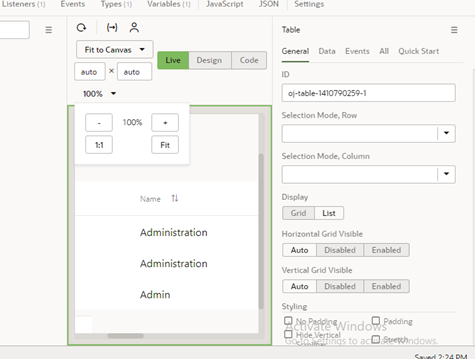 Listeners (1) Events Types (1) Variables (1) JavaScript JSON Settings
Fit to Canvas
auto × auto
Live Design Code
100%
- 100% +
1:1 Fit
Name
Administration
Administration
Admin
Table
General Data Events All Quick Start
ID
oj-table-1410790259-1
Selection Mode, Row
Selection Mode, Column
Display
Grid List
Horizontal Grid Visible
Auto Disabled Enabled
Vertical Grid Visible
Auto Disabled Enabled
Styling
No Padding Padding
Activate Windows
Hide Vertical Stretch
Go to Settings to activate Windows.
Saved 2:24 PM